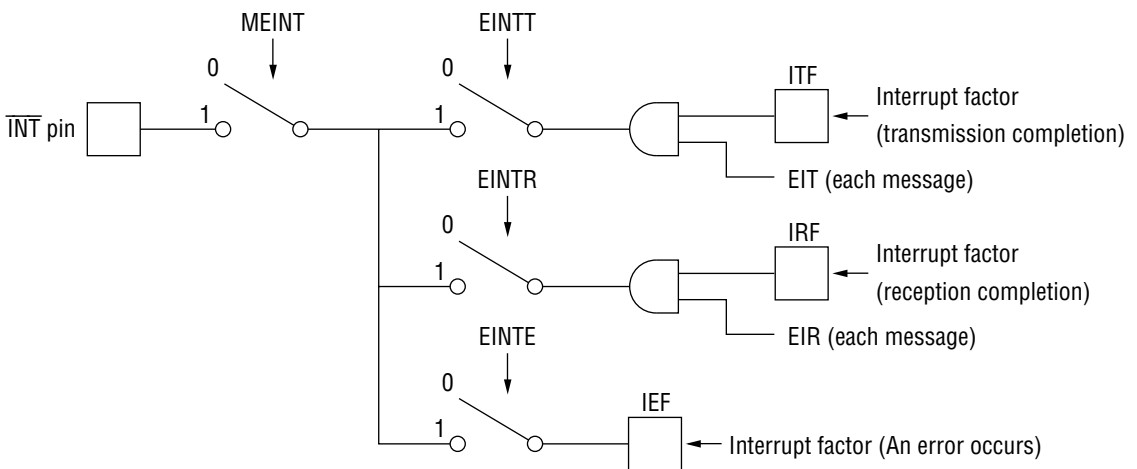 MEINT
EINTT
0
0
ITF
1
1
INT pin
Interrupt factor
(transmission completion)
EIT (each message)
EINTR
0
IRF
1
Interrupt factor
(reception completion)
EIR (each message)
EINTE
0
IEF
1
Interrupt factor (An error occurs)